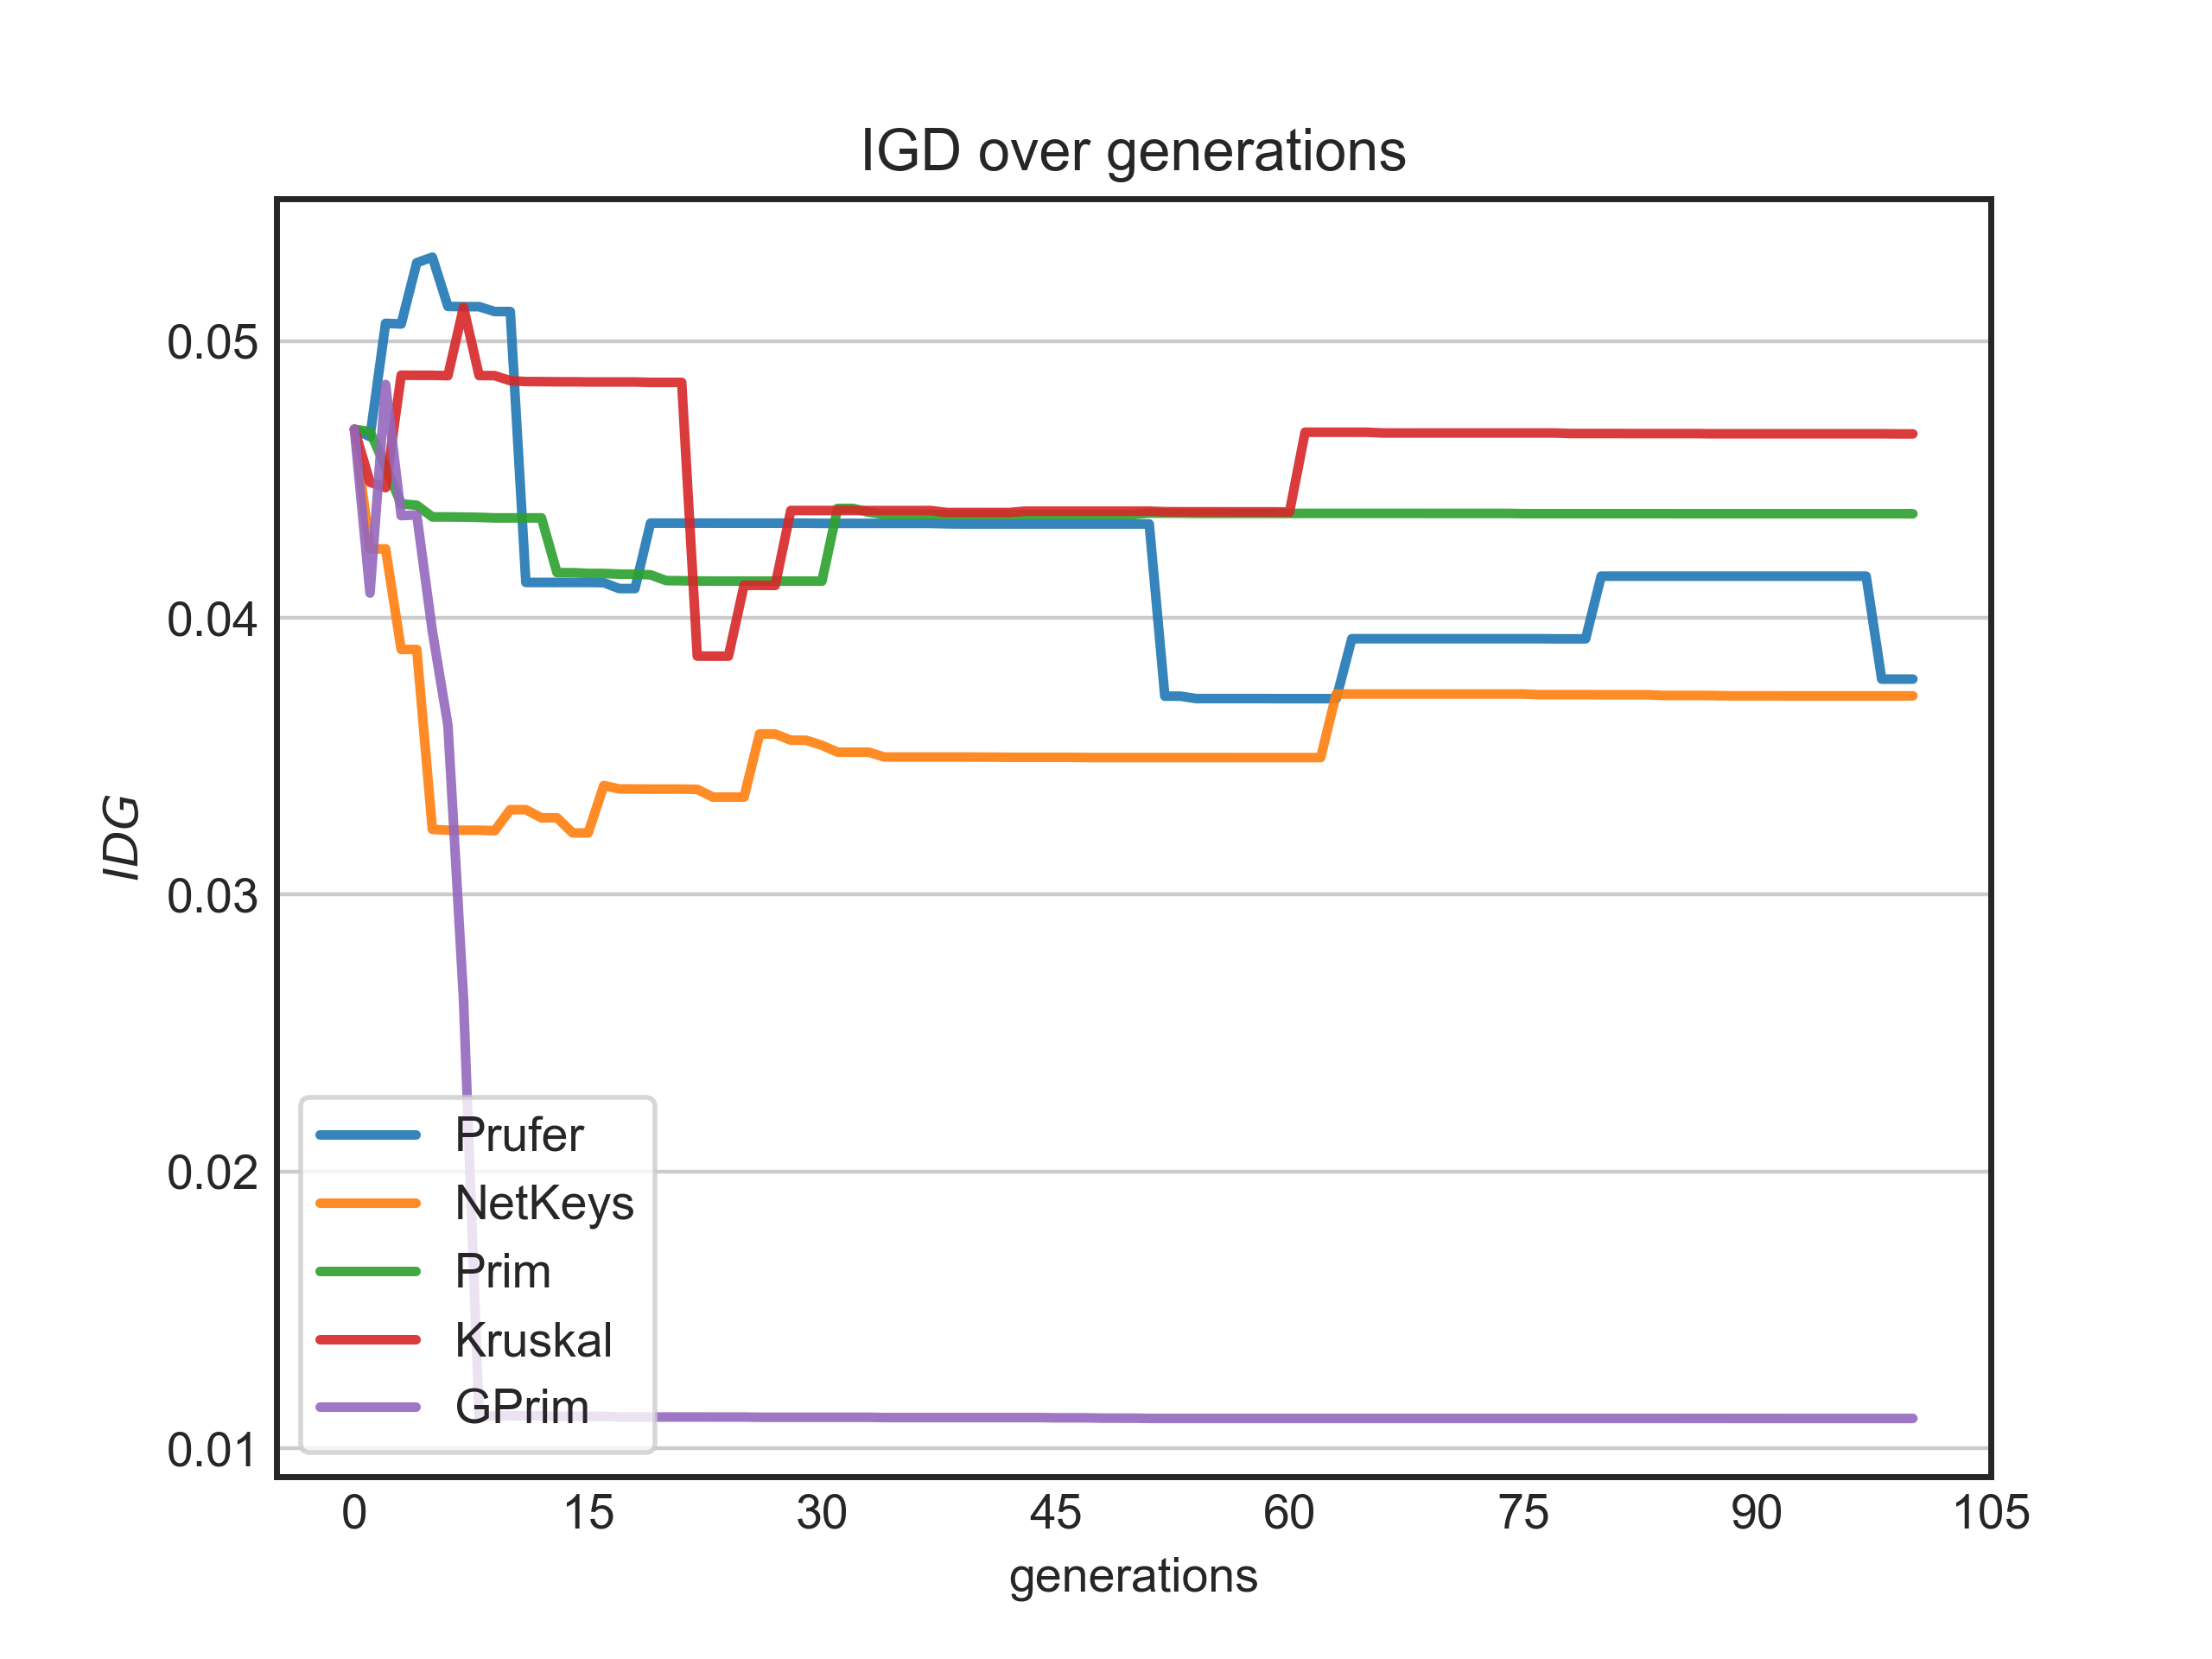 IGD over generations
0.05
0.04
0.03
0.02
0.01
IDG
Prufer
NetKeys
Prim
Kruskal
GPrim
0 15 30 45 60 75 90 105
generations